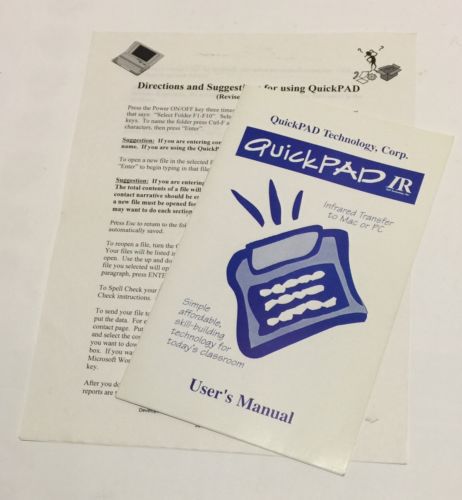 Directions and Suggesti for using QuickPAD
(Revise
Press the Power ON/OFF key three times
that says: "Select Folder F1-F10". Sele
keys. To name the folder press Ctrl-F a
characters, then press "Enter".
Suggestion: If you are entering cor
name. If you are using the QuickP
To open a new file in the selected F
"Enter" to begin typing in that file
Suggestion: If you are entering
The total contents of a file will
contact narrative should be en
a new file must be opened for
may want to do each section
Press Esc to return to the fol
automatically saved.
To reopen a file, turn the Q
Your files will be listed i
open. Use the up and do
file you selected will op
paragraph, press ENTE
To Spell Check your
Check instructions.
To send your file to
put the data. For c
contact page. Put
and select the co
you want to dow
box. If you wa
Microsoft Wor
key.
After you do
reports are
QuickPAD Technology, Corp.
QuickPAD IR
Infrared Transfer
to Mac or PC
Simple
affordable,
skill-building
technology for
today's classroom
User's Manual